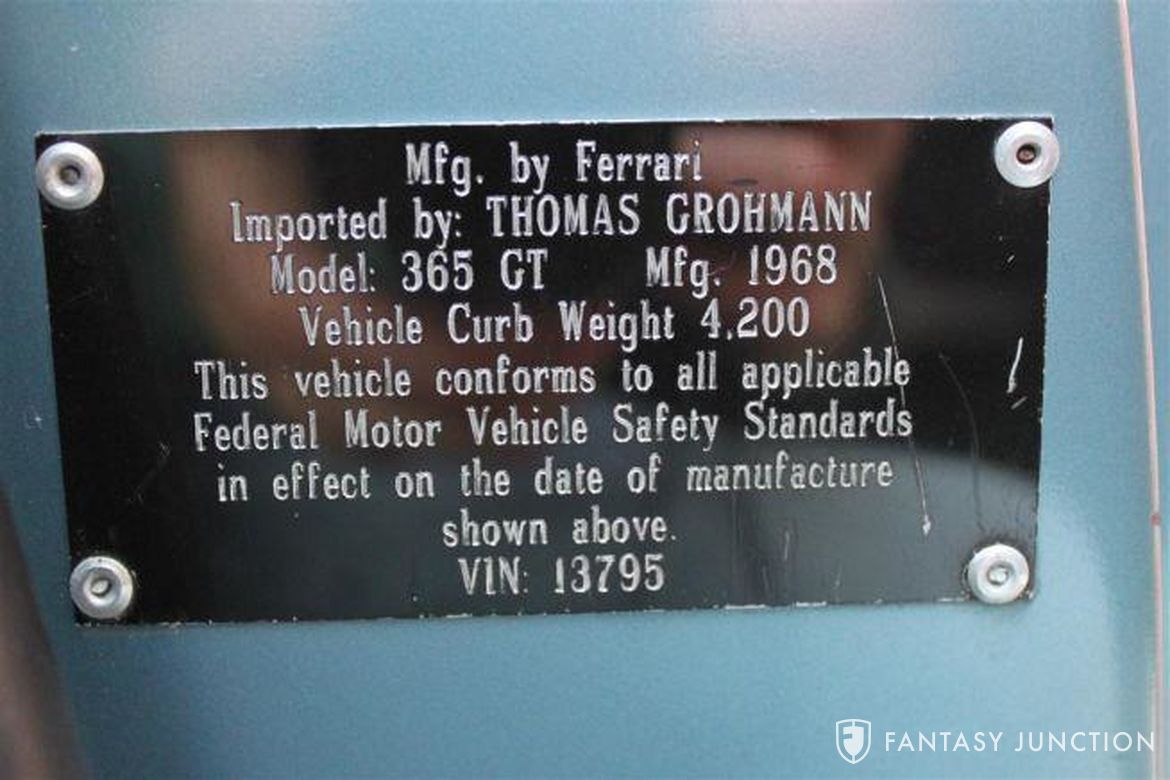 Mfg. by Ferrari
Imported by: THOMAS GROHMANN
Model: 365 GT Mfg. 1968
Vehicle Curb Weight 4,200
This vehicle conforms to all applicable
Federal Motor Vehicle Safety Standards
in effect on the date of manufacture
shown above.
VIN: 13795
FANTASY JUNCTION